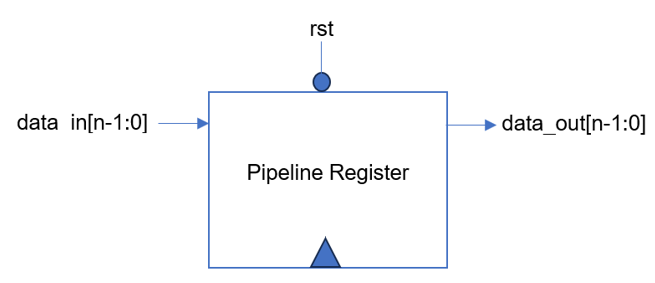 rst
data in[n-1:0]
data_out[n-1:0]
Pipeline Register